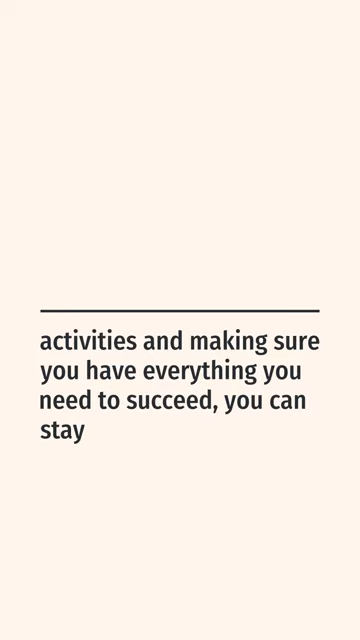 activities and making sure
you have everything you
need to succeed, you can
stay